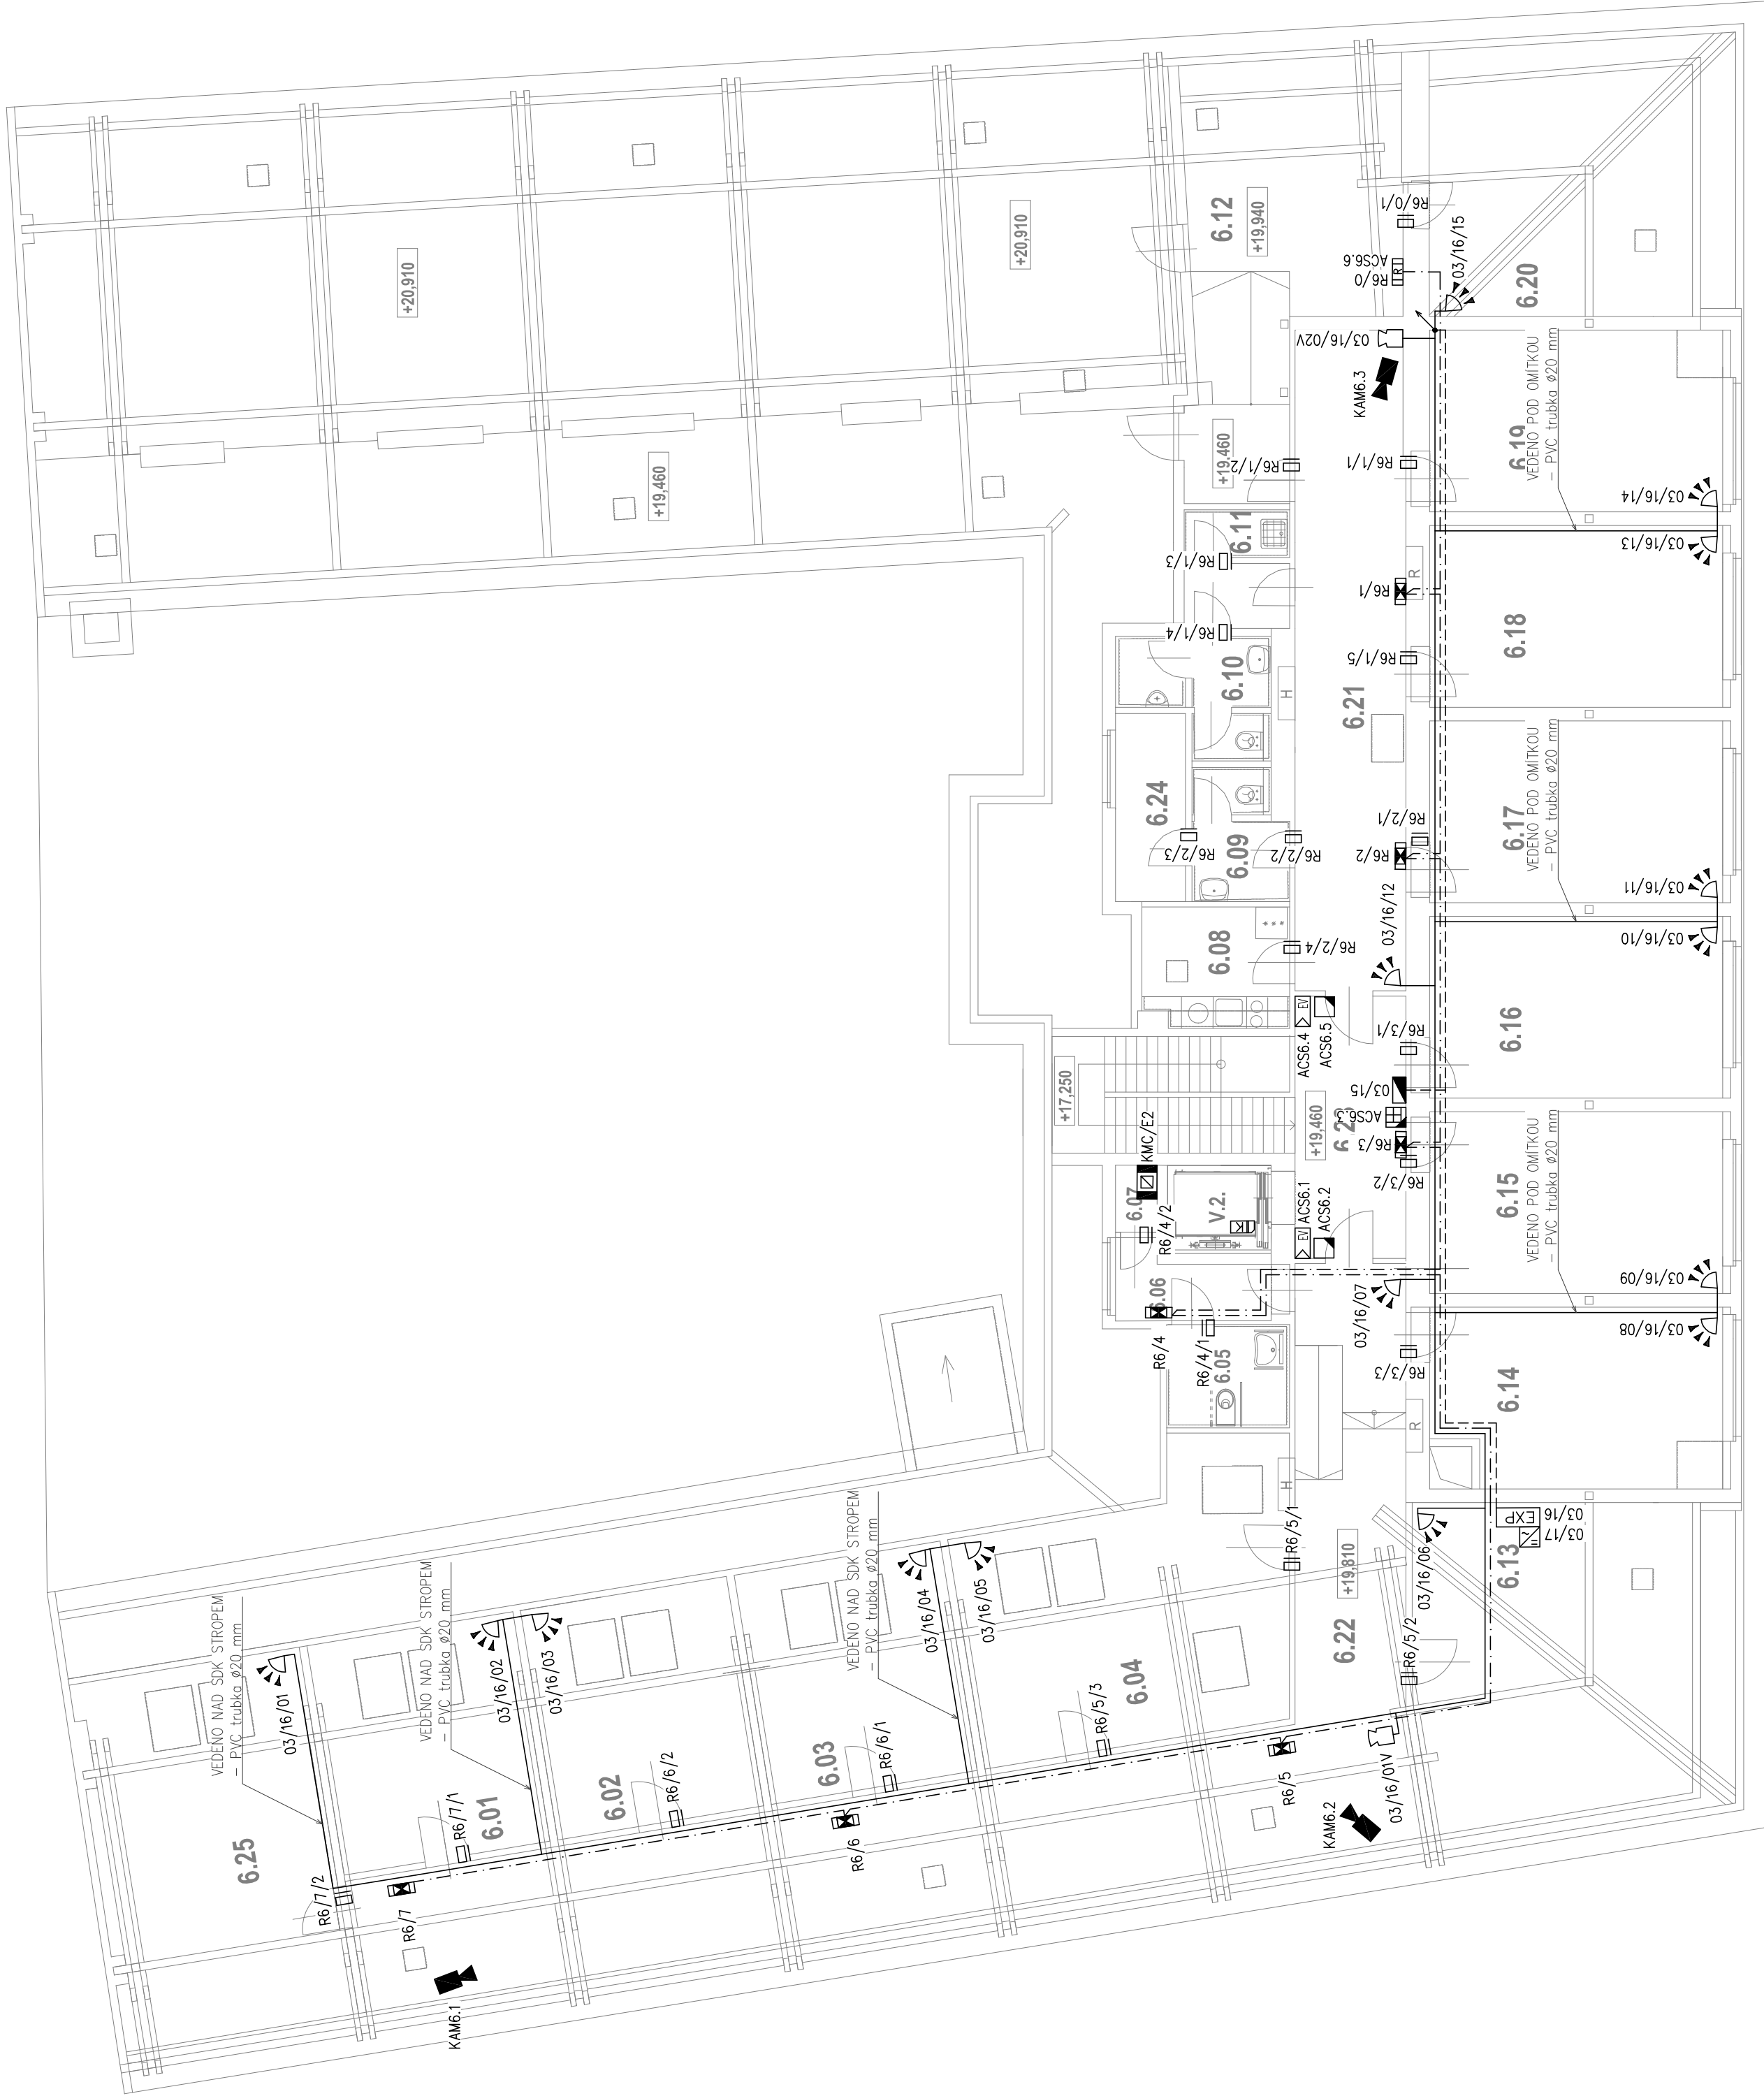 +20,910
+20,910
+19,460
6.12
+19,940
R6/0/1
ACS6.6
R6/0
R
03/16/15
6.20
03/16/02V
KAM6.3
+19,460
R6/1/2
R6/1/1
6.19
VEDENO POD OMÍTKOU
– PVC trubka ø20 mm
03/16/14
03/16/13
6.11
R6/1/3
R6/1
R
R6/1/4
R6/1/5
6.18
6.10
H
6.21
6.24
6.17
VEDENO POD OMÍTKOU
– PVC trubka ø20 mm
R6/2/1
R6/2
R6/2/3
6.09
R6/2/2
03/16/11
03/16/10
03/16/12
6.08
R6/2/4
EV
ACS6.4
ACS6.5
R6/3/1
6.16
+17,250
03/15
ACS6.3
+19,460
6.23
R6/3
R6/3/2
KMC/E2
6.07
R6/4/2
V.2.
K
EV
ACS6.1
ACS6.2
6.15
VEDENO POD OMÍTKOU
– PVC trubka ø20 mm
03/16/09
03/16/08
6.06
R6/4
R6/4/1
6.05
03/16/07
R6/3/3
6.14
R
H
R6/5/1
+19,810
6.22
03/16/06
R6/5/2
EXP
03/16
03/17
6.13
VEDENO NAD SDK STROPEM
– PVC trubka ø20 mm
03/16/04
03/16/05
6.04
R6/5/3
R6/5
KAM6.2
03/16/01V
6.03
R6/6/1
R6/6
VEDENO NAD SDK STROPEM
– PVC trubka ø20 mm
03/16/02
03/16/03
6.02
R6/6/2
VEDENO NAD SDK STROPEM
– PVC trubka ø20 mm
03/16/01
6.01
R6/7/1
6.25
R6/7/2
R6/7
KAM6.1